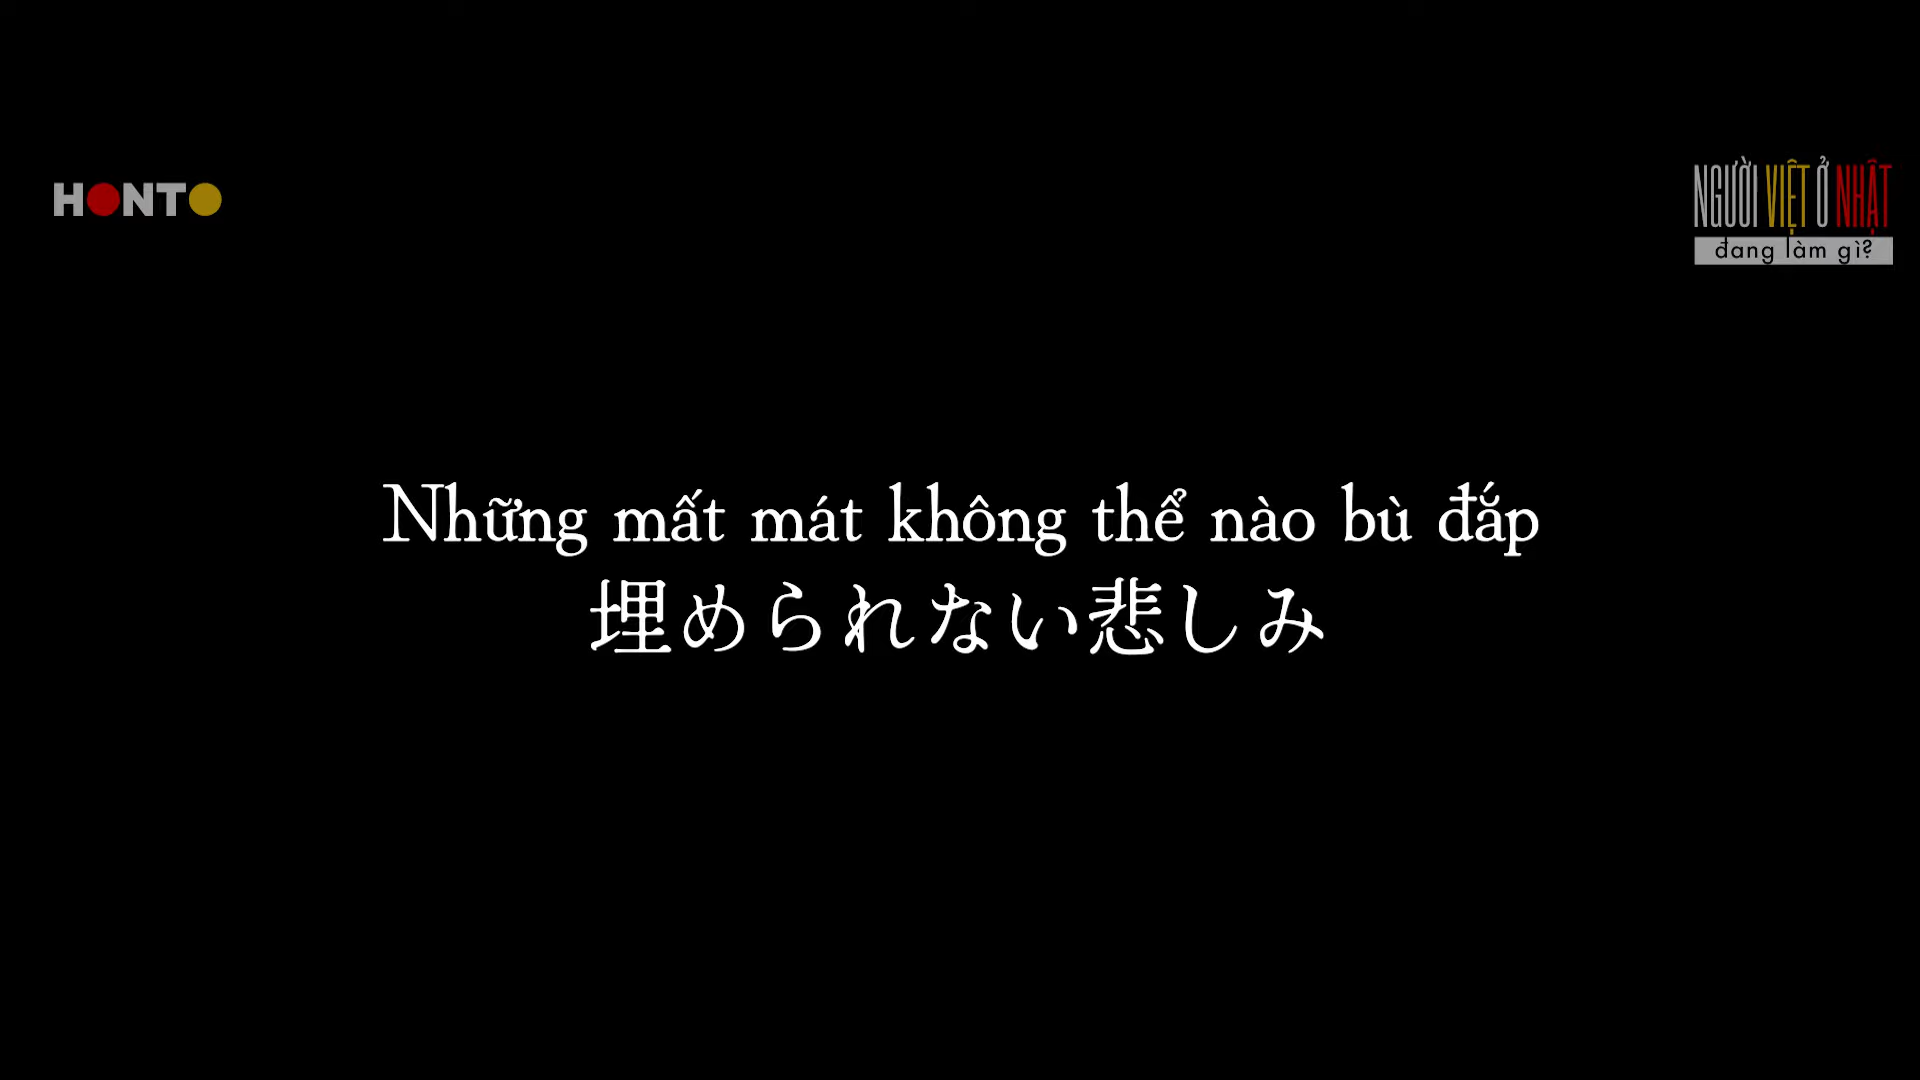 HONTO
NGƯỜI VIỆT Ở NHẬT
đang làm gì?
Những mất mát không thể nào bù đắp
埋められない悲しみ